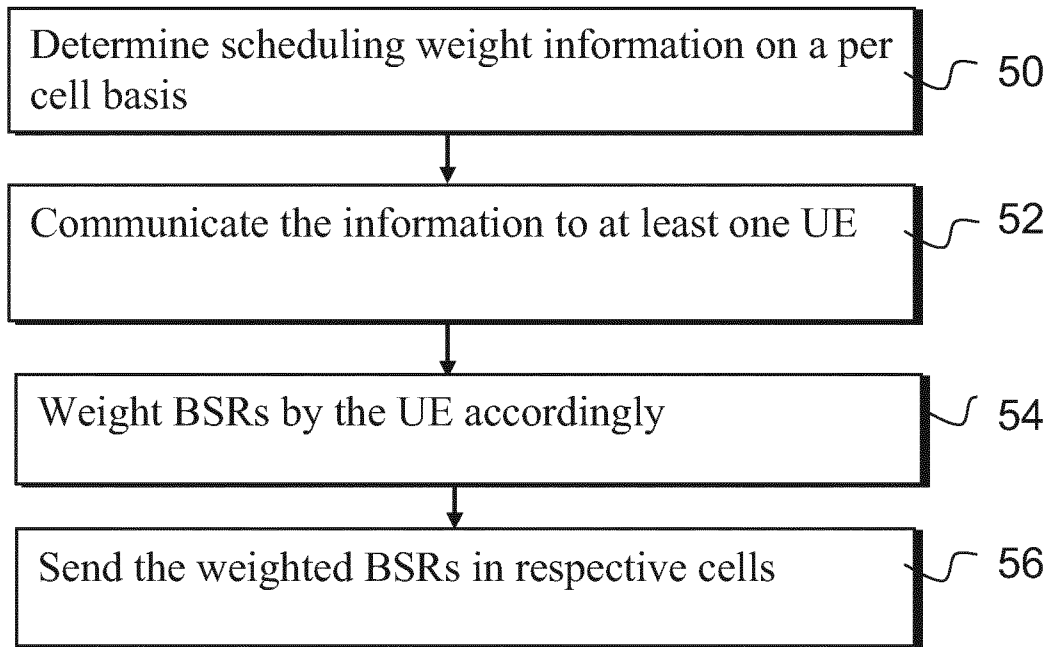 Determine scheduling weight information on a per
cell basis
50
Communicate the information to at least one UE
52
Weight BSRs by the UE accordingly
54
Send the weighted BSRs in respective cells
56